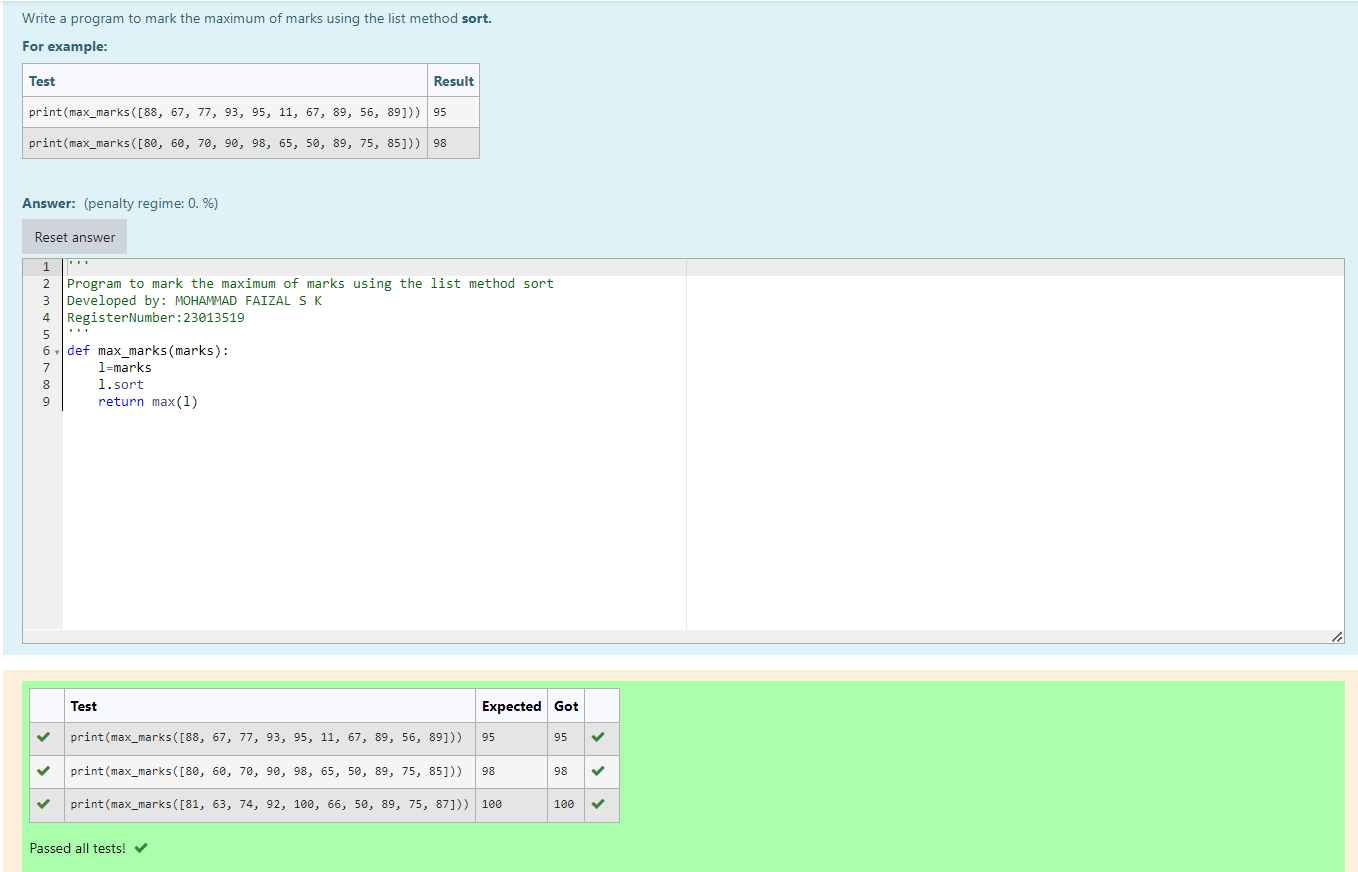 Write a program to mark the maximum of marks using the list method sort.
For example:
Test Result
print(max_marks([88, 67, 77, 93, 95, 11, 67, 89, 56, 89])) 95
print(max_marks([80, 60, 70, 90, 98, 65, 50, 89, 75, 85])) 98
Answer: (penalty regime: 0. %)
Reset answer
1 '''
2 Program to mark the maximum of marks using the list method sort
3 Developed by: MOHAMMAD FAIZAL S K
4 RegisterNumber:23013519
5 '''
6 def max_marks(marks):
7     l=marks
8     l.sort
9     return max(l)
Test Expected Got
print(max_marks([88, 67, 77, 93, 95, 11, 67, 89, 56, 89])) 95 95
print(max_marks([80, 60, 70, 90, 98, 65, 50, 89, 75, 85])) 98 98
print(max_marks([81, 63, 74, 92, 100, 66, 50, 89, 75, 87])) 100 100
Passed all tests!